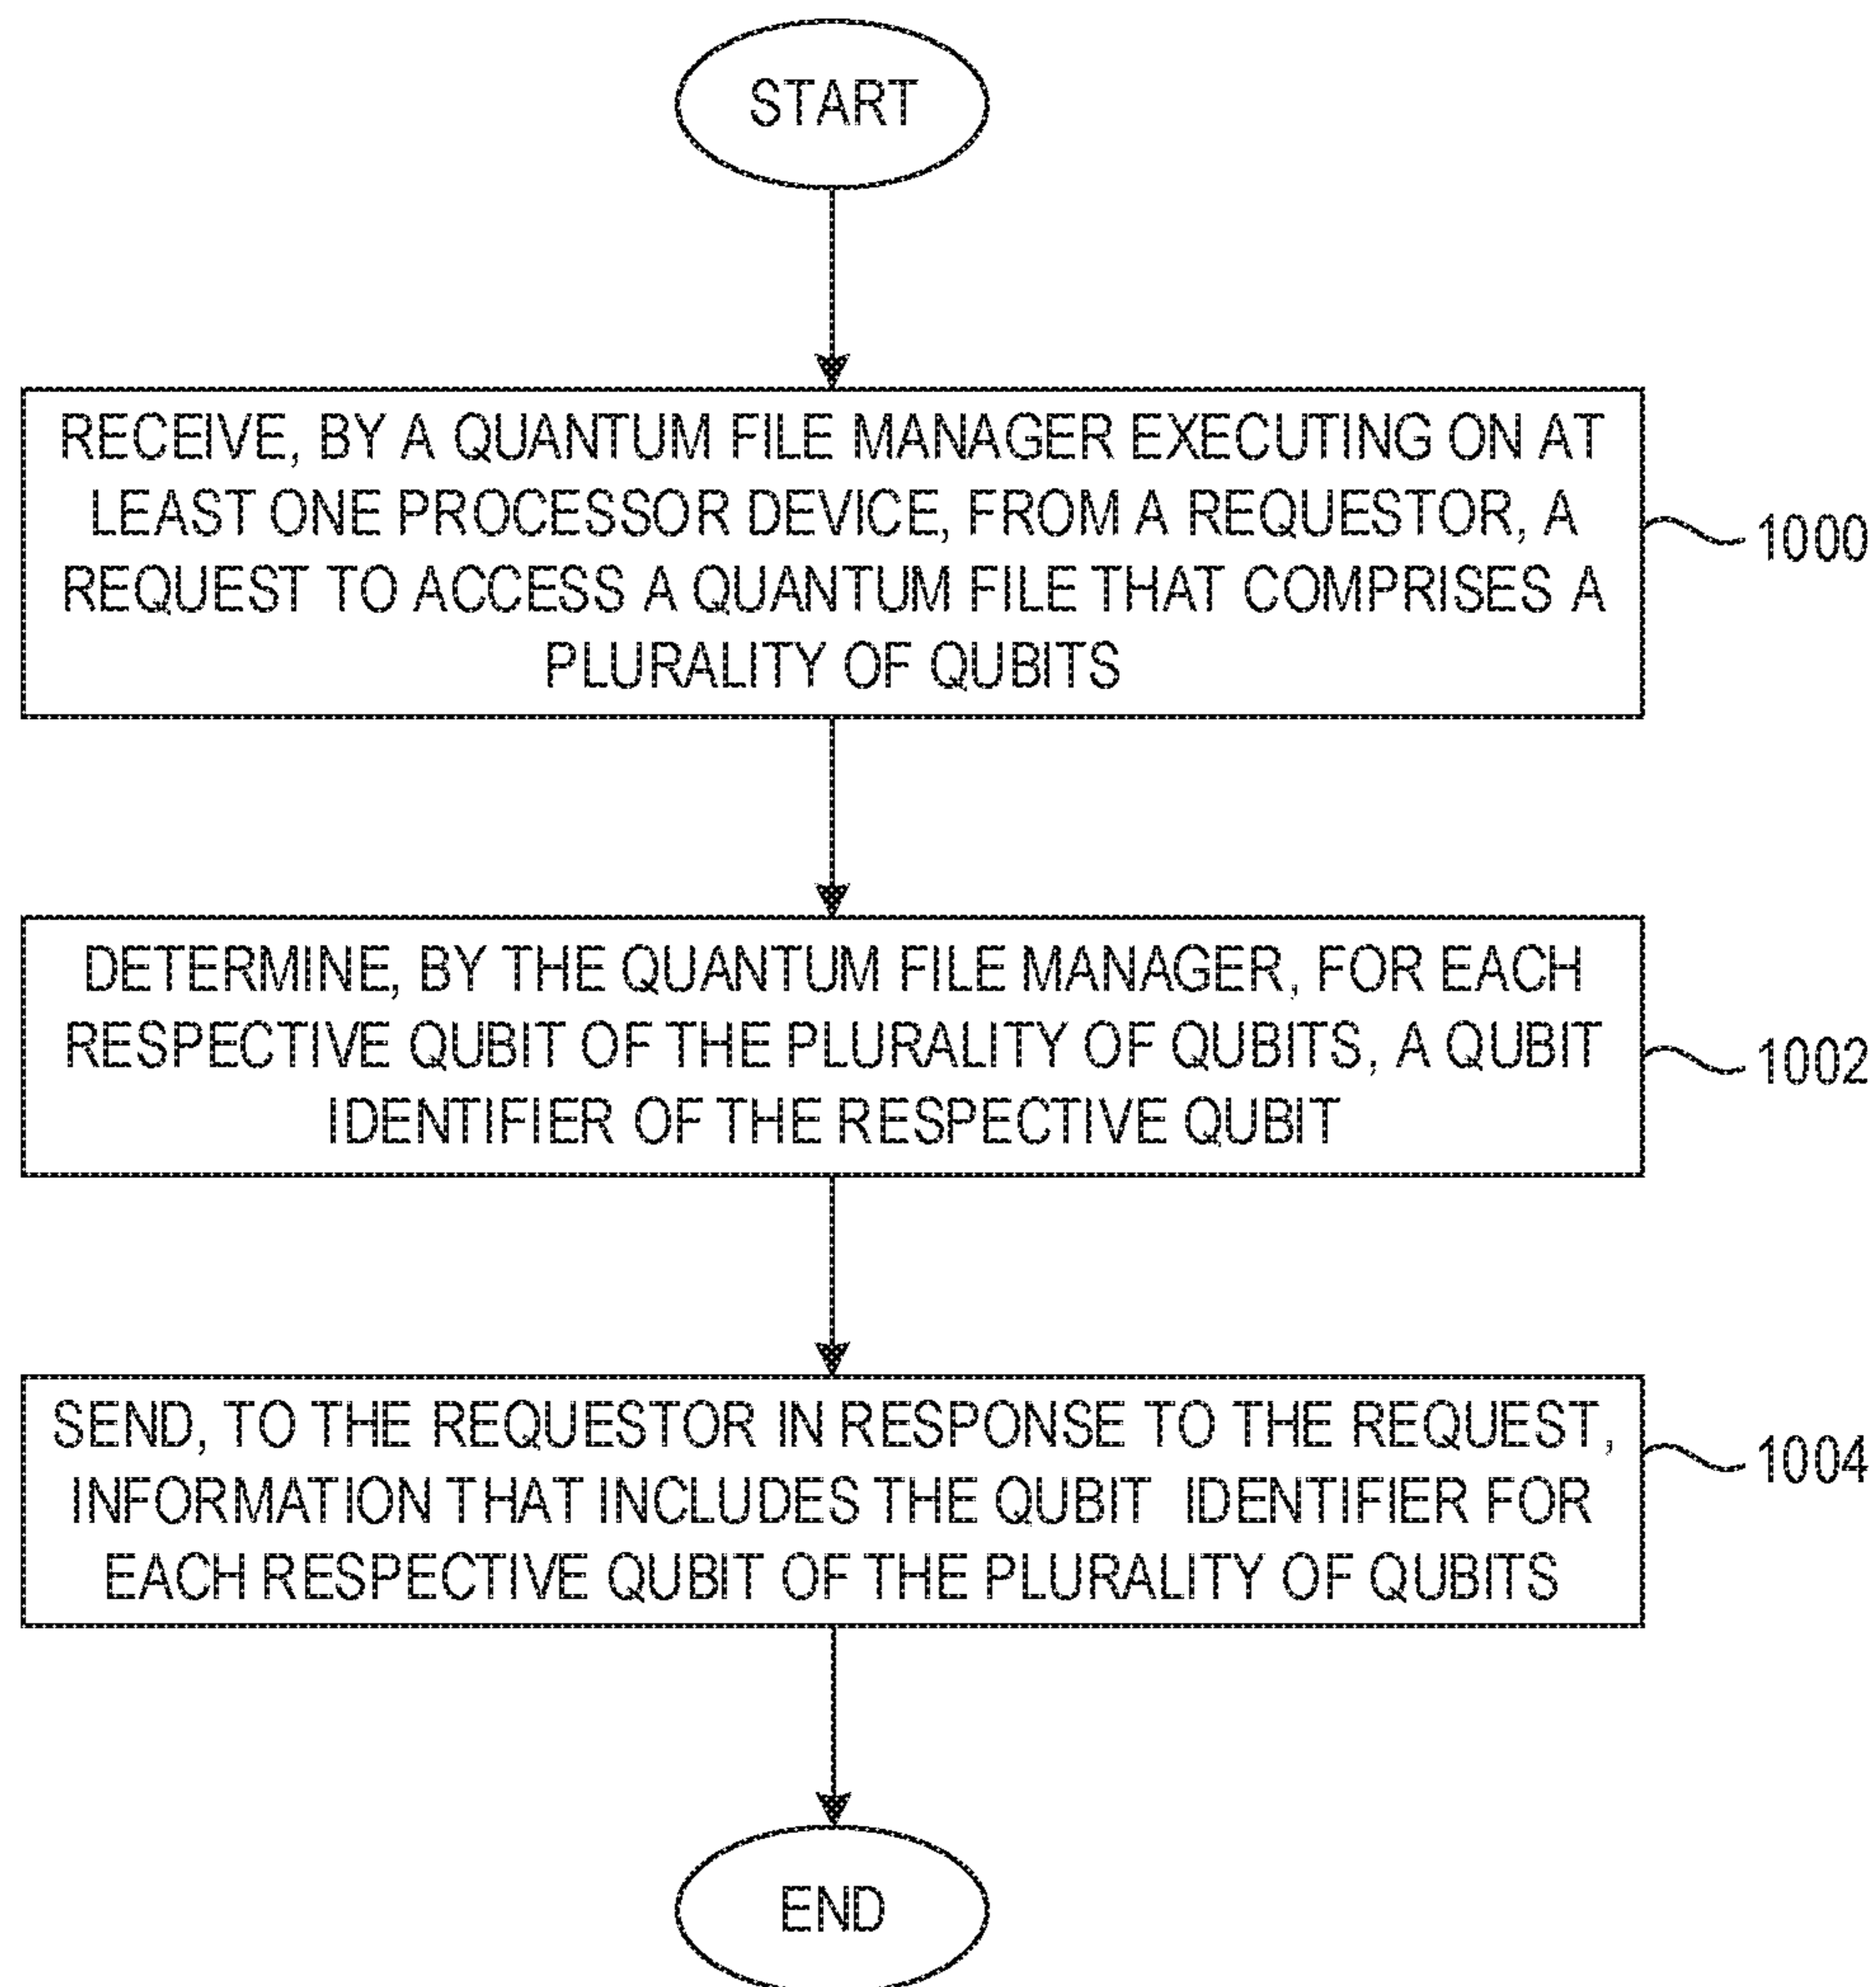 START
RECEIVE, BY A QUANTUM FILE MANAGER EXECUTING ON AT
LEAST ONE PROCESSOR DEVICE, FROM A REQUESTOR, A
REQUEST TO ACCESS A QUANTUM FILE THAT COMPRISES A
PLURALITY OF QUBITS
1000
DETERMINE, BY THE QUANTUM FILE MANAGER, FOR EACH
RESPECTIVE QUBIT OF THE PLURALITY OF QUBITS, A QUBIT
IDENTIFIER OF THE RESPECTIVE QUBIT
1002
SEND, TO THE REQUESTOR IN RESPONSE TO THE REQUEST,
INFORMATION THAT INCLUDES THE QUBIT IDENTIFIER FOR
EACH RESPECTIVE QUBIT OF THE PLURALITY OF QUBITS
1004
END